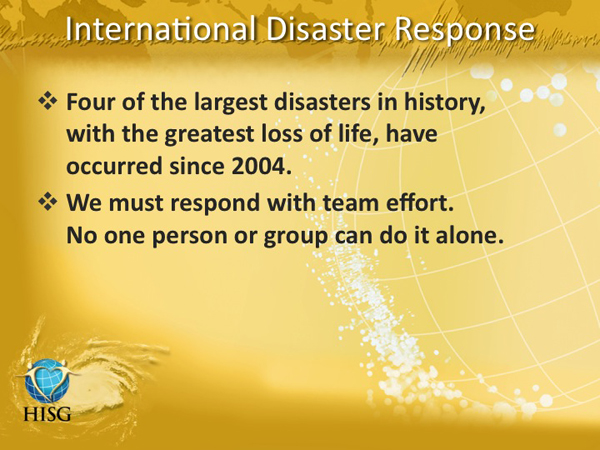 International Disaster Response
❖ Four of the largest disasters in history,
with the greatest loss of life, have
occurred since 2004.
❖ We must respond with team effort.
No one person or group can do it alone.
HISG